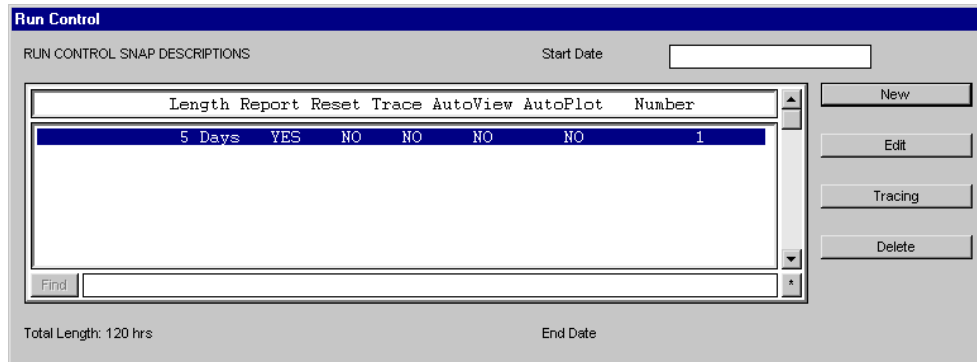 Run Control
RUN CONTROL SNAP DESCRIPTIONS Start Date
Length Report Reset Trace AutoView AutoPlot Number
5 Days YES NO NO NO NO 1
New
Edit
Tracing
Delete
Find *
Total Length: 120 hrs End Date